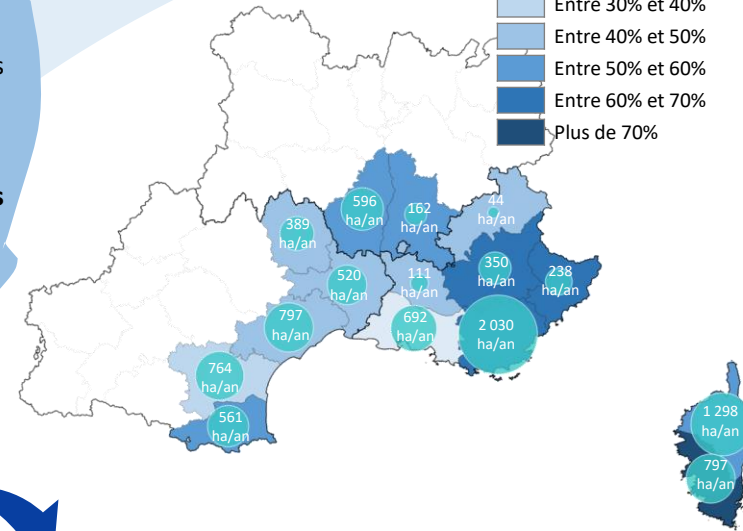 Entre 30% et 40%
s
Entre 40% et 50%
Entre 50% et 60%
Entre 60% et 70%
Plus de 70%
s
44
ha/an
596
ha/an
162
ha/an
389
ha/an
350
ha/an
238
ha/an
520
ha/an
111
ha/an
797
ha/an
692
ha/an
2 030
ha/an
764
ha/an
561
ha/an
1 298
ha/an
797
ha/an